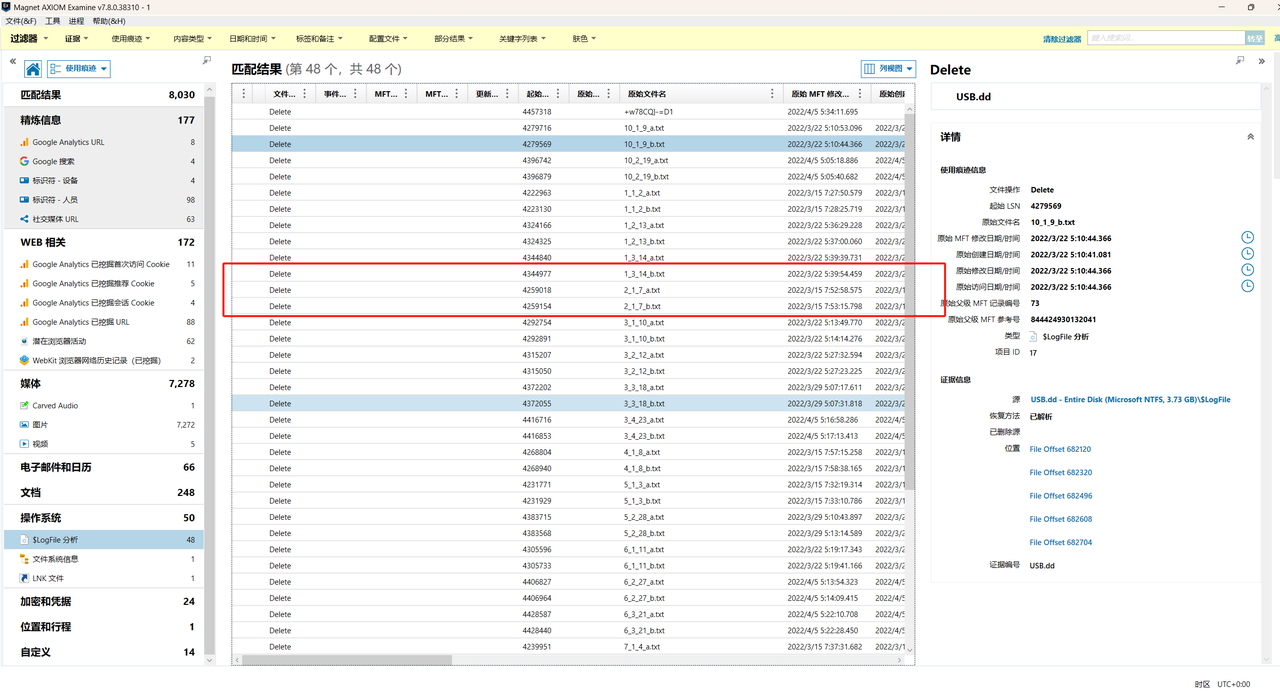 Magnet AXIOM Examine v7.8.0.38310 - 1
文件(&F) 工具 进程 帮助(&H)
过滤器 证据 使用痕迹 内容类型 日期和时间 标签和备注 配置文件 部分结果 关键字列表 肤色 清除过滤器 键入搜索词... 转至 高
使用痕迹
匹配结果 (第 48 个，共 48 个)
列视图
Delete
匹配结果 8,030
精炼信息 177
Google Analytics URL 8
Google 搜索 4
标识符 - 设备 4
标识符 - 人员 98
社交媒体 URL 63
WEB 相关 172
Google Analytics 已挖掘首次访问 Cookie 11
Google Analytics 已挖掘推荐 Cookie 5
Google Analytics 已挖掘会话 Cookie 4
Google Analytics 已挖掘 URL 88
潜在浏览器活动 62
WebKit 浏览器网络历史记录（已挖掘） 2
媒体 7,278
Carved Audio 1
图片 7,272
视频 5
电子邮件和日历 66
文档 248
操作系统 50
$LogFile 分析 48
文件系统信息 1
LNK 文件 1
加密和凭据 24
位置和行程 1
自定义 14
文件... 事件... MFT... MFT... 更新... 起始... 原始... 原始文件名 原始 MFT 修改... 原始创建
Delete 4457318 +w78CQ}-=D1 2022/4/5 5:34:11.695
Delete 4279716 10_1_9_a.txt 2022/3/22 5:10:53.096 2022/3/2
Delete 4279569 10_1_9_b.txt 2022/3/22 5:10:44.366 2022/3/2
Delete 4396742 10_2_19_a.txt 2022/4/5 5:05:18.886 2022/4/5
Delete 4396879 10_2_19_b.txt 2022/4/5 5:05:40.682 2022/4/5
Delete 4222963 1_1_2_a.txt 2022/3/15 7:27:50.579 2022/3/1
Delete 4223130 1_1_2_b.txt 2022/3/15 7:28:25.719 2022/3/1
Delete 4324166 1_2_13_a.txt 2022/3/22 5:36:29.228 2022/3/2
Delete 4324325 1_2_13_b.txt 2022/3/22 5:37:00.060 2022/3/2
Delete 4344840 1_3_14_a.txt 2022/3/22 5:39:39.731 2022/3/2
Delete 4344977 1_3_14_b.txt 2022/3/22 5:39:54.459 2022/3/2
Delete 4259018 2_1_7_a.txt 2022/3/15 7:52:58.575 2022/3/1
Delete 4259154 2_1_7_b.txt 2022/3/15 7:53:15.798 2022/3/1
Delete 4292754 3_1_10_a.txt 2022/3/22 5:13:49.770 2022/3/2
Delete 4292891 3_1_10_b.txt 2022/3/22 5:14:14.276 2022/3/2
Delete 4315207 3_2_12_a.txt 2022/3/22 5:27:32.594 2022/3/2
Delete 4315050 3_2_12_b.txt 2022/3/22 5:27:23.225 2022/3/2
Delete 4372202 3_3_18_a.txt 2022/3/29 5:07:17.611 2022/3/2
Delete 4372055 3_3_18_b.txt 2022/3/29 5:07:31.818 2022/3/2
Delete 4416716 3_4_23_a.txt 2022/4/5 5:16:58.286 2022/4/5
Delete 4416853 3_4_23_b.txt 2022/4/5 5:17:13.413 2022/4/5
Delete 4268804 4_1_8_a.txt 2022/3/15 7:57:15.258 2022/3/1
Delete 4268940 4_1_8_b.txt 2022/3/15 7:58:38.165 2022/3/1
Delete 4231771 5_1_3_a.txt 2022/3/15 7:32:19.314 2022/3/1
Delete 4231929 5_1_3_b.txt 2022/3/15 7:33:10.786 2022/3/1
Delete 4383715 5_2_28_a.txt 2022/3/29 5:10:43.897 2022/3/2
Delete 4383568 5_2_28_b.txt 2022/3/29 5:13:14.589 2022/3/2
Delete 4305596 6_1_11_a.txt 2022/3/22 5:19:17.343 2022/3/2
Delete 4305733 6_1_11_b.txt 2022/3/22 5:19:41.166 2022/3/2
Delete 4406827 6_2_27_a.txt 2022/4/5 5:13:54.323 2022/4/5
Delete 4406964 6_2_27_b.txt 2022/4/5 5:14:09.415 2022/4/5
Delete 4428587 6_3_21_a.txt 2022/4/5 5:22:10.708 2022/4/5
Delete 4428440 6_3_21_b.txt 2022/4/5 5:22:28.450 2022/4/5
Delete 4239951 7_1_4_a.txt 2022/3/15 7:37:31.682 2022/3/1
USB.dd
详情
使用痕迹信息
文件操作 Delete
起始 LSN 4279569
原始文件名 10_1_9_b.txt
原始 MFT 修改日期/时间 2022/3/22 5:10:44.366
原始创建日期/时间 2022/3/22 5:10:41.081
原始修改日期/时间 2022/3/22 5:10:44.366
原始访问日期/时间 2022/3/22 5:10:44.366
原始父级 MFT 记录编号 73
原始父级 MFT 参考号 844424930132041
类型 $LogFile 分析
项目 ID 17
证据信息
源 USB.dd - Entire Disk (Microsoft NTFS, 3.73 GB)\$LogFile
恢复方法 已解析
已删除源
位置 File Offset 682120
File Offset 682320
File Offset 682496
File Offset 682608
File Offset 682704
证据编号 USB.dd
时区 UTC+0:00